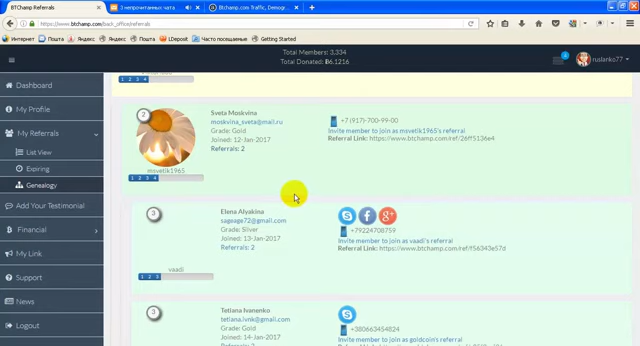 BTChamp Referrals
3 непрочитанных чата
BTchamp.com Traffic, Demogr...
https://www.btchamp.com/back_office/referrals
Поиск
Интернет
Пошта
Яндекс
Яндекс
Пошта
LDeposit
Часто посещаемые
github
Total Members: 3,334
Total Donated: Ƀ6.1216
4
ruslanko77
Dashboard
My Profile
My Referrals
List View
Expiring
Genealogy
Add Your Testimonial
Financial
My Link
Support
News
Logout
1 2 3 4
2
Sveta Moskvina
moskvina_sveta@mail.ru
Grade: Gold
Joined: 12-Jan-2017
Referrals: 2
msvetik1965
1 2 3 4
+7 (917)-700-99-00
Invite member to join as msvetik1965's referral
Referral Link: https://www.btchamp.com/ref/26ff5136e4
3
Elena Alyakina
sageage72@gmail.com
Grade: Silver
Joined: 13-Jan-2017
Referrals: 2
vaadi
1 2 3
+79224708759
Invite member to join as vaadi's referral
Referral Link: https://www.btchamp.com/ref/f56343e57d
3
Tetiana Ivanenko
tetiana.ivnk@gmail.com
Grade: Gold
Joined: 14-Jan-2017
+380663454824
Invite member to join as goldcoin's referral